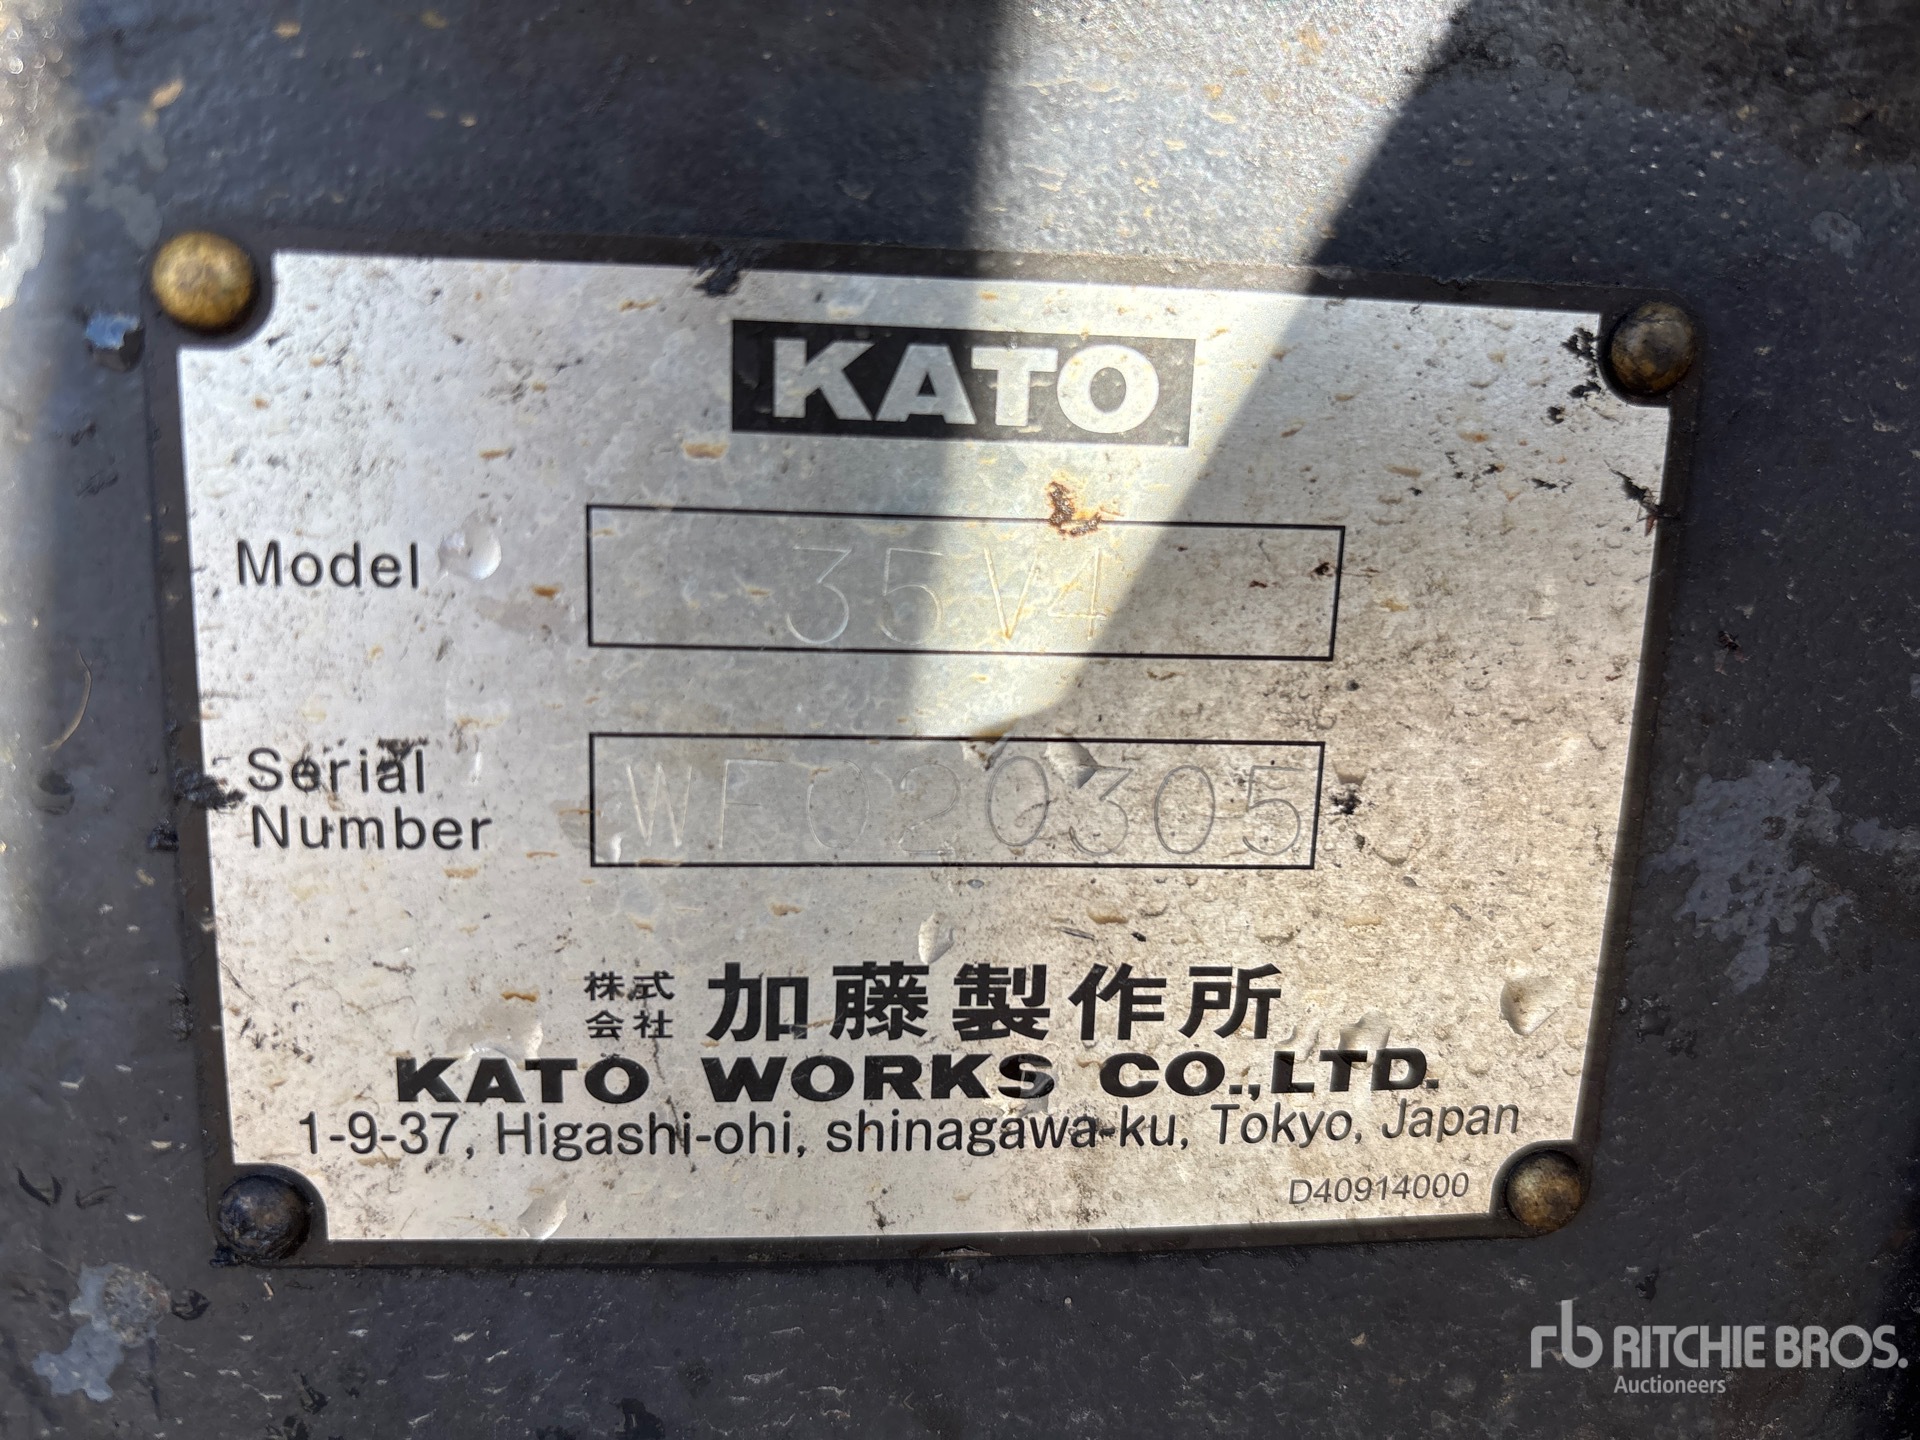 KATO
Model 35V4
Serial
Number WF020305
株式
会社 加藤製作所
KATO WORKS CO.,LTD.
1-9-37, Higashi-ohi, shinagawa-ku, Tokyo, Japan
D40914000
rb RITCHIE BROS.
Auctioneers